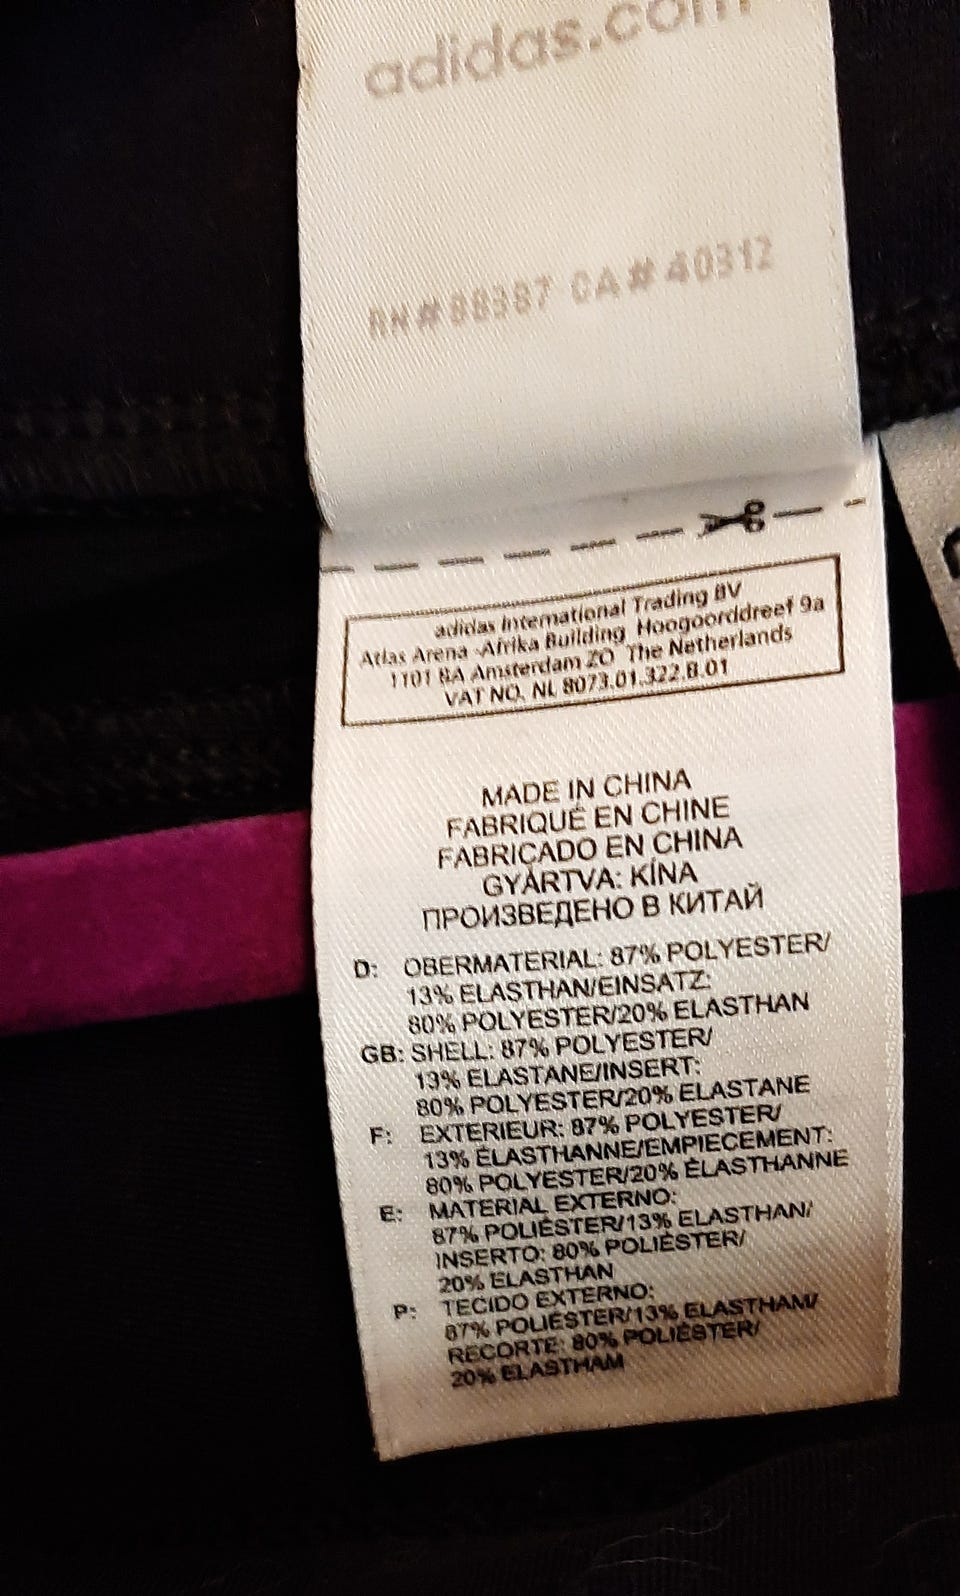 adidas.com
RN#88387 CA#40312
adidas International Trading BV
Atlas Arena -Afrika Building Hoogoorddreef 9a
1101 BA Amsterdam ZO The Netherlands
VAT NO. NL 8073.01.322.B.01
MADE IN CHINA
FABRIQUÉ EN CHINE
FABRICADO EN CHINA
GYÁRTVA: KÍNA
ПРОИЗВЕДЕНО В КИТАЙ
D: OBERMATERIAL: 87% POLYESTER/
13% ELASTHAN/EINSATZ:
80% POLYESTER/20% ELASTHAN
GB: SHELL: 87% POLYESTER/
13% ELASTANE/INSERT:
80% POLYESTER/20% ELASTANE
F: EXTERIEUR: 87% POLYESTER/
13% ÉLASTHANNE/EMPIECEMENT:
80% POLYESTER/20% ÉLASTHANNE
E: MATERIAL EXTERNO:
87% POLIÉSTER/13% ELASTHAN/
INSERTO: 80% POLIÉSTER/
20% ELASTHAN
P: TECIDO EXTERNO:
87% POLIÉSTER/13% ELASTHAM/
RECORTE: 80% POLIÉSTER/
20% ELASTHAM